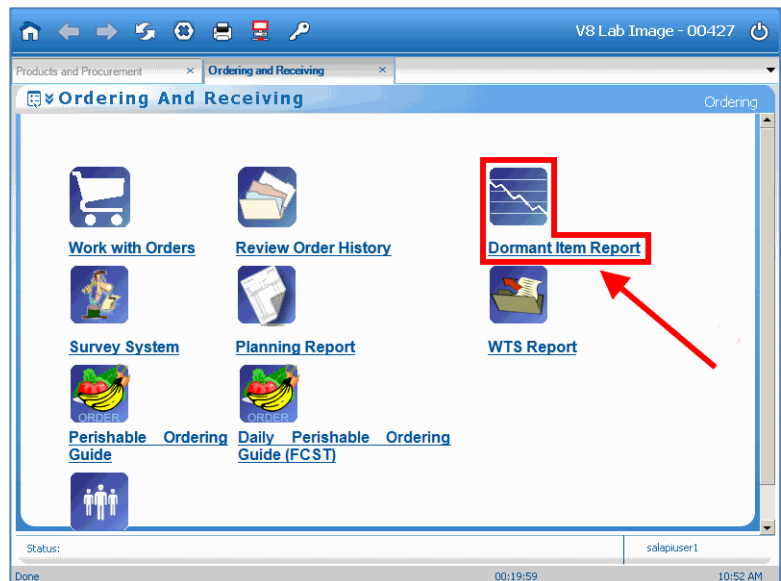 V8 Lab Image - 00427
Products and Procurement
Ordering and Receiving
Ordering And Receiving
Ordering
Work with Orders
Review Order History
Dormant Item Report
Survey System
Planning Report
WTS Report
ORDER
ORDER
Perishable Ordering
Guide
Daily Perishable Ordering
Guide (FCST)
Status:
salapiuser1
Done
00:19:59
10:52 AM